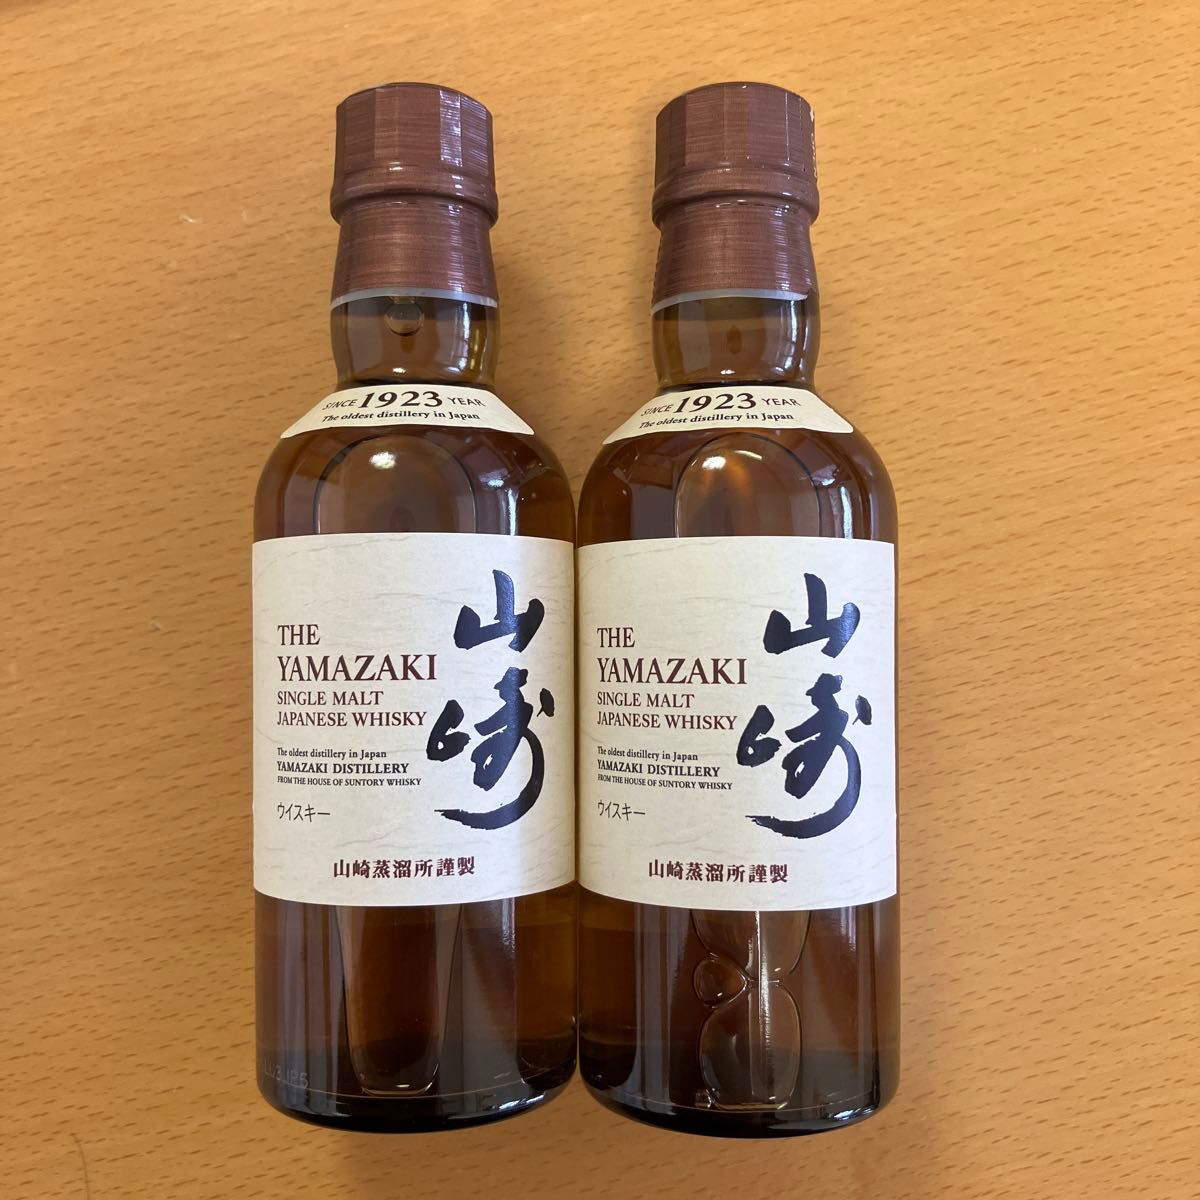 SINCE 1923 YEAR
The oldest distillery in Japan
THE
YAMAZAKI
SINGLE MALT
JAPANESE WHISKY
The oldest distillery in Japan
YAMAZAKI DISTILLERY
FROM THE HOUSE OF SUNTORY WHISKY
ウイスキー
山崎
山崎蒸溜所謹製
SINCE 1923 YEAR
The oldest distillery in Japan
THE
YAMAZAKI
SINGLE MALT
JAPANESE WHISKY
The oldest distillery in Japan
YAMAZAKI DISTILLERY
FROM THE HOUSE OF SUNTORY WHISKY
ウイスキー
山崎
山崎蒸溜所謹製